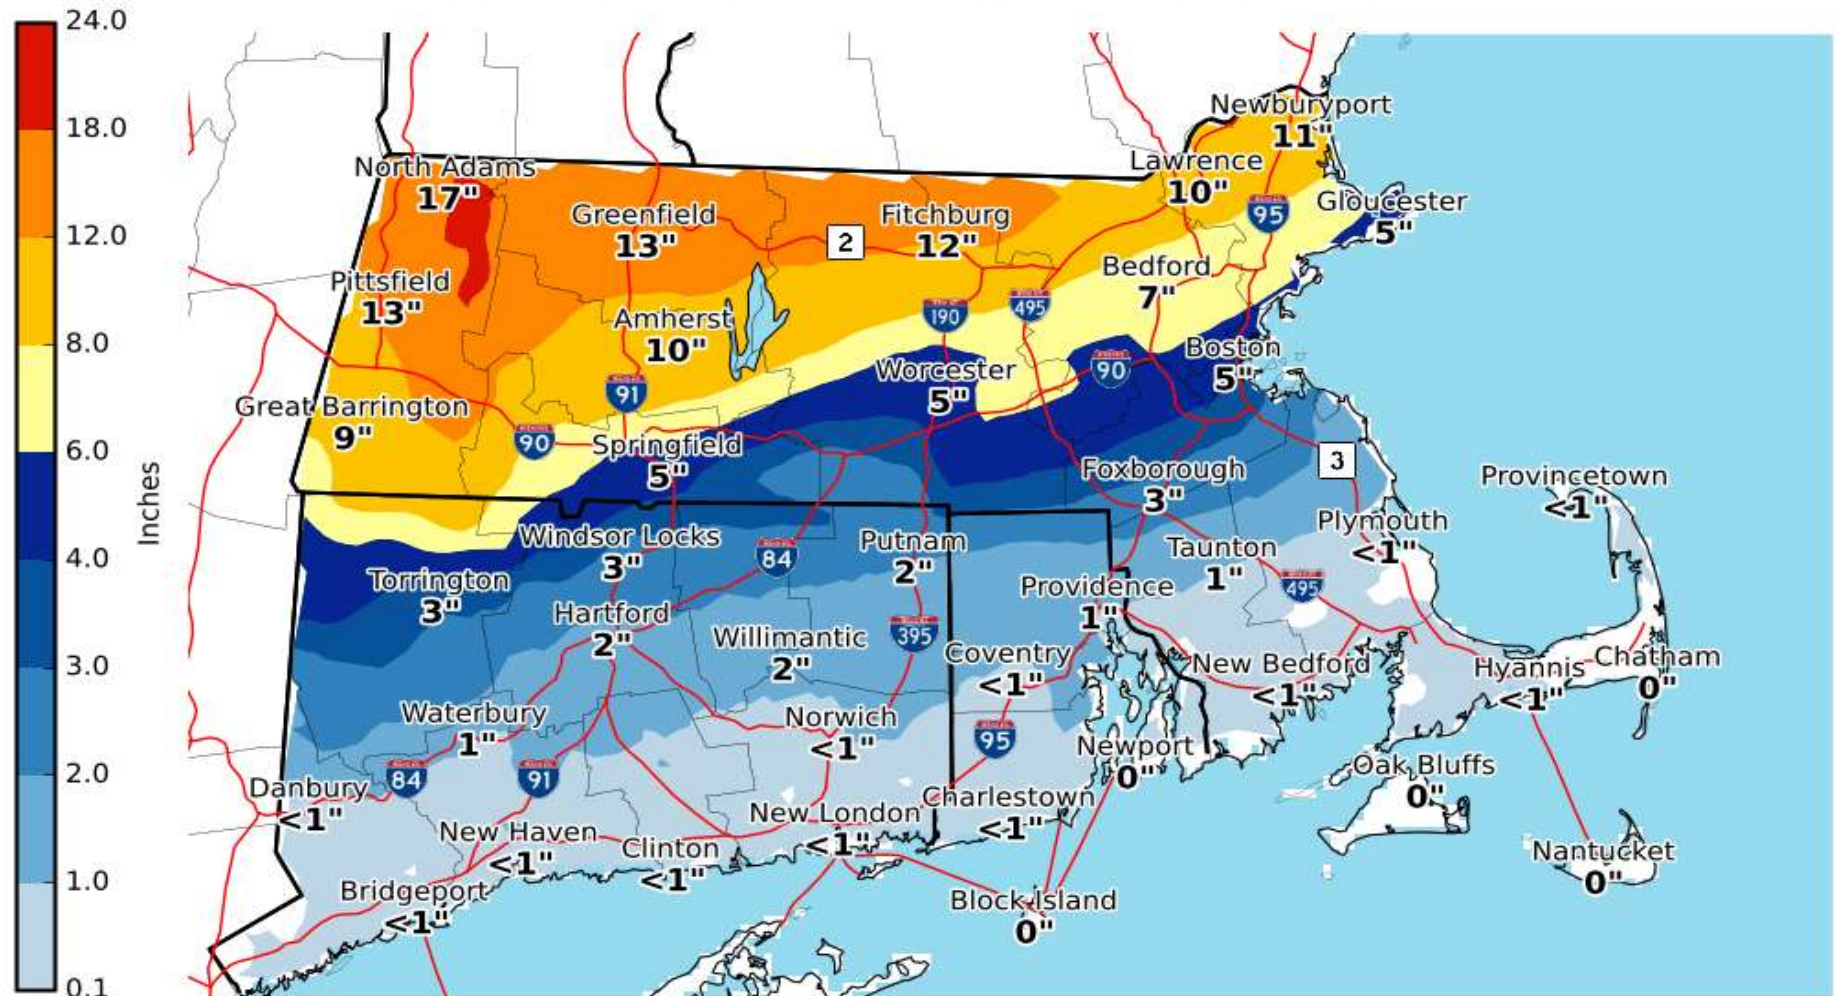 24.0
18.0
12.0
8.0
6.0
4.0
3.0
2.0
1.0
0.1
Inches
Newburyport
11"
Lawrence
10"
North Adams
17"
Gloucester
5"
95
Greenfield
13"
2
Fitchburg
12"
Bedford
7"
Pittsfield
13"
190
495
Amherst
10"
Boston
5"
Worcester
5"
90
91
Great Barrington
9"
90
Springfield
5"
3
Foxborough
3"
Provincetown
<1"
Plymouth
<1"
Windsor Locks
3"
84
Putnam
2"
Taunton
1"
Torrington
3"
Providence
1"
495
Hartford
2"
Willimantic
2"
395
Coventry
<1"
New Bedford
<1"
Hyannis
<1"
Chatham
0"
Waterbury
1"
Norwich
<1"
95
Newport
0"
Oak Bluffs
0"
84
91
Danbury
<1"
Charlestown
<1"
New London
<1"
New Haven
<1"
Clinton
<1"
Nantucket
0"
Bridgeport
<1"
Block Island
0"